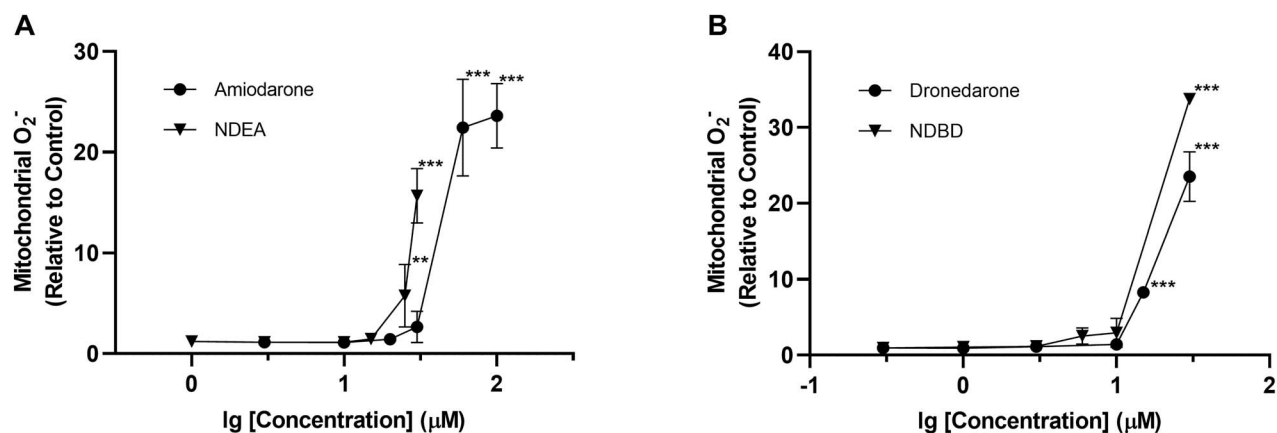 A
Mitochondrial O₂⁻
(Relative to Control)
30
20
10
0
Amiodarone
NDEA
***
***
***
**
0
1
2
lg [Concentration] (μM)
B
Mitochondrial O₂⁻
(Relative to Control)
40
30
20
10
0
Dronedarone
NDBD
***
***
***
-1
0
1
2
lg [Concentration] (μM)